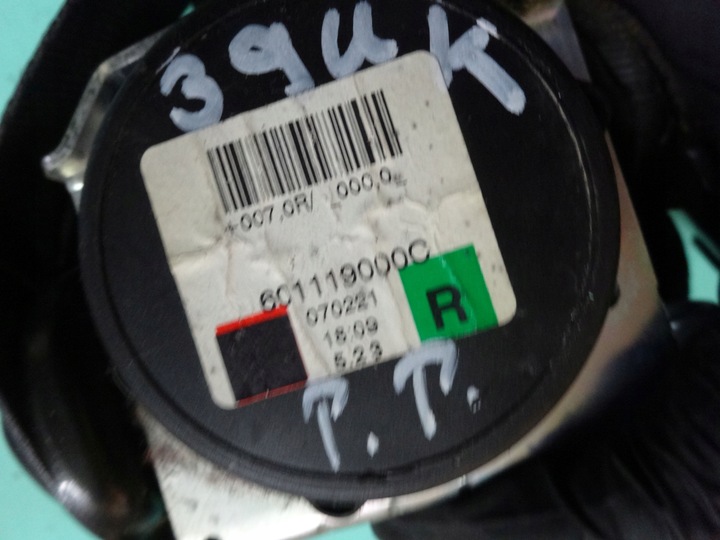 39UK
+007,0R/ 000,0
601119000C
070221
18:09
5.2.3
R
T.T.